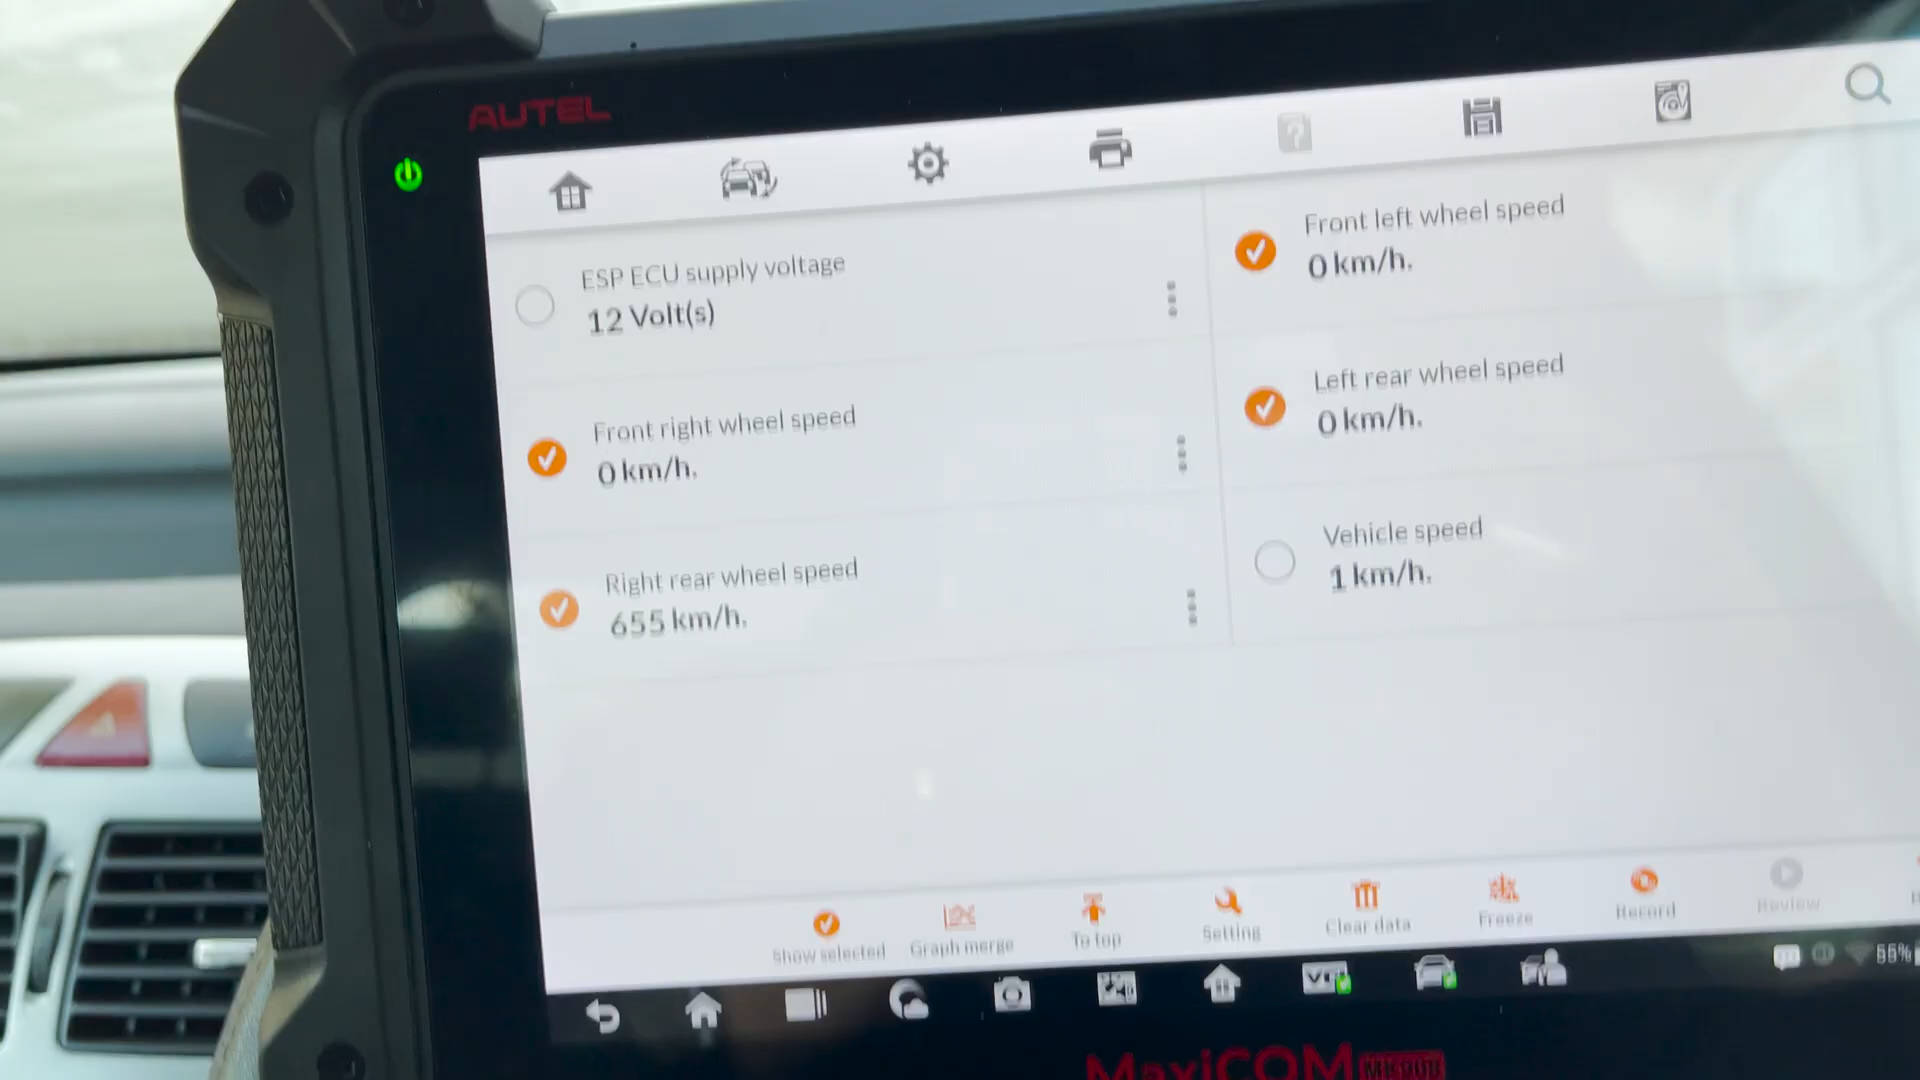 AUTEL
ESP ECU supply voltage
12 Volt(s)
Front left wheel speed
0 km/h.
Front right wheel speed
0 km/h.
Left rear wheel speed
0 km/h.
Right rear wheel speed
655 km/h.
Vehicle speed
1 km/h.
Show selected
Graph merge
To top
Setting
Clear data
Freeze
Record
Review
55%
MaxiCOM